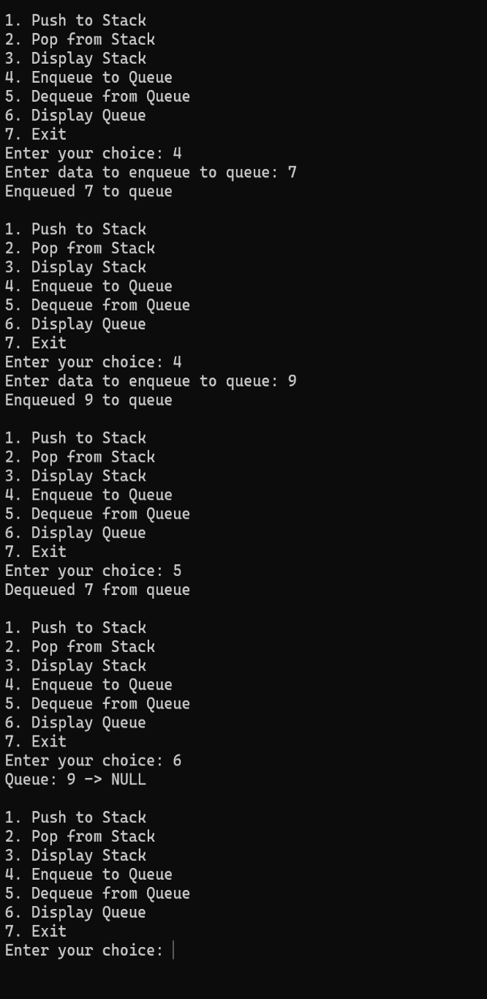 1. Push to Stack
2. Pop from Stack
3. Display Stack
4. Enqueue to Queue
5. Dequeue from Queue
6. Display Queue
7. Exit
Enter your choice: 4
Enter data to enqueue to queue: 7
Enqueued 7 to queue

1. Push to Stack
2. Pop from Stack
3. Display Stack
4. Enqueue to Queue
5. Dequeue from Queue
6. Display Queue
7. Exit
Enter your choice: 4
Enter data to enqueue to queue: 9
Enqueued 9 to queue

1. Push to Stack
2. Pop from Stack
3. Display Stack
4. Enqueue to Queue
5. Dequeue from Queue
6. Display Queue
7. Exit
Enter your choice: 5
Dequeued 7 from queue

1. Push to Stack
2. Pop from Stack
3. Display Stack
4. Enqueue to Queue
5. Dequeue from Queue
6. Display Queue
7. Exit
Enter your choice: 6
Queue: 9 -> NULL

1. Push to Stack
2. Pop from Stack
3. Display Stack
4. Enqueue to Queue
5. Dequeue from Queue
6. Display Queue
7. Exit
Enter your choice: